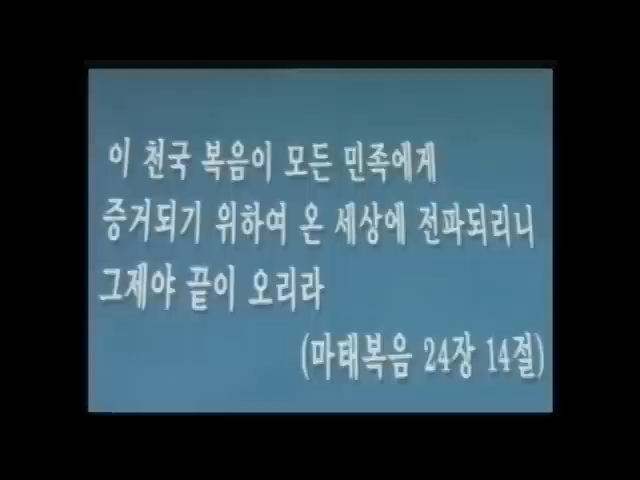 이 천국 복음이 모든 민족에게
증거되기 위하여 온 세상에 전파되리니
그제야 끝이 오리라
(마태복음 24장 14절)